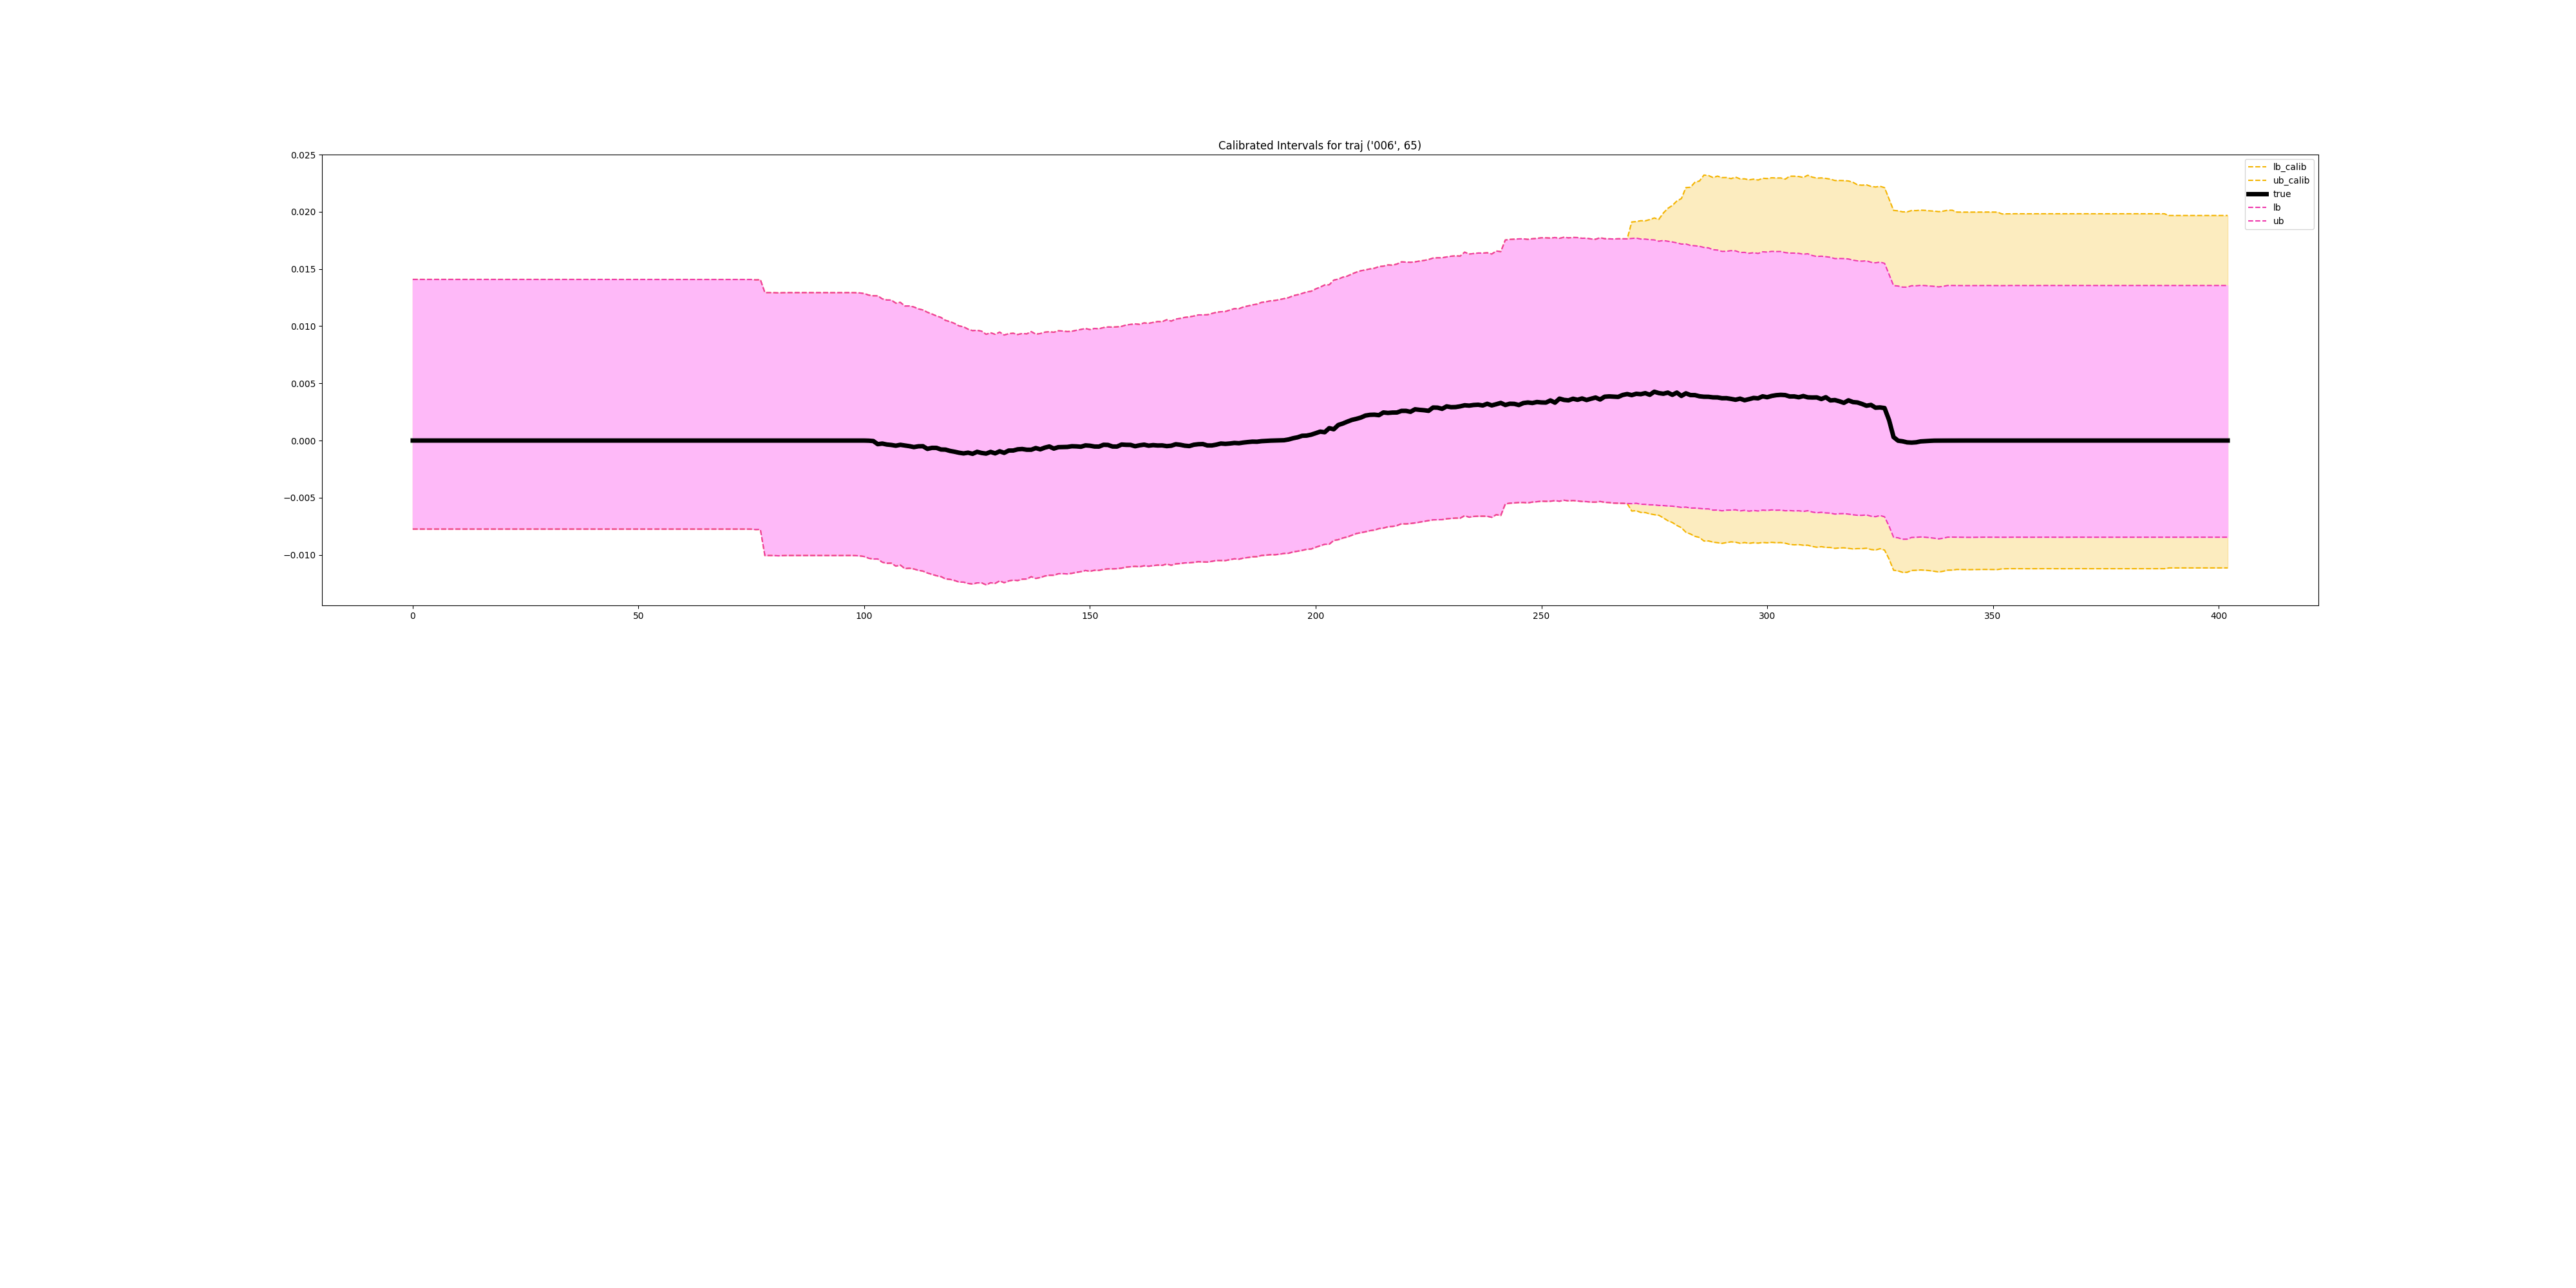 Calibrated Intervals for traj ('006', 65)
0.025
0.020
0.015
0.010
0.005
0.000
−0.005
−0.010
0 50 100 150 200 250 300 350 400
lb_calib
ub_calib
true
lb
ub